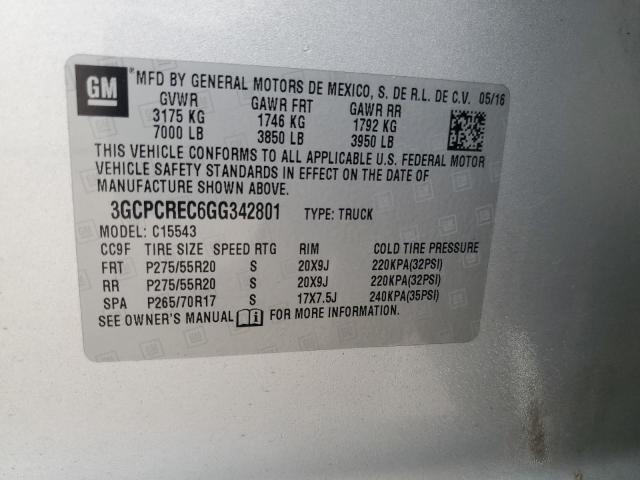 GM MFD BY GENERAL MOTORS DE MEXICO, S. DE R.L. DE C.V. 05/16
GVWR GAWR FRT GAWR RR
3175 KG 1746 KG 1792 KG
7000 LB 3850 LB 3950 LB
THIS VEHICLE CONFORMS TO ALL APPLICABLE U.S. FEDERAL MOTOR
VEHICLE SAFETY STANDARDS IN EFFECT ON THE DATE OF
MANUFACTURE SHOWN ABOVE.
3GCPCREC6GG342801 TYPE: TRUCK
MODEL: C15543
CC9F TIRE SIZE SPEED RTG RIM COLD TIRE PRESSURE
FRT P275/55R20 S 20X9J 220KPA(32PSI)
RR P275/55R20 S 20X9J 220KPA(32PSI)
SPA P265/70R17 S 17X7.5J 240KPA(35PSI)
SEE OWNER'S MANUAL i FOR MORE INFORMATION.